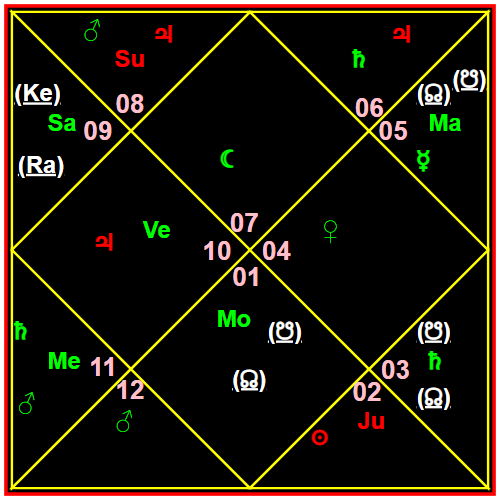 ♂ ♃ ♄ ♃
Su
(Ke) 08 06 (☊) (☋)
Sa 09 05 Ma
(Ra) ☾ ☿
♃ Ve 07 ♀
10 04
01
♄ Mo (☋) (☋)
Me 11 03 ♄
12 (☊) 02 (☊)
♂ ♂ Ju
☉